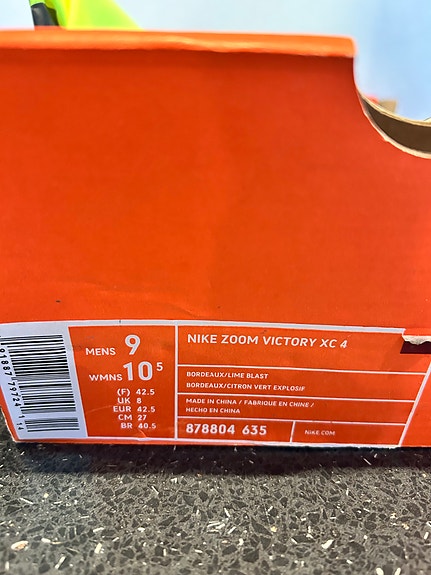 MENS 9
WMNS 10⁵
(F) 42.5
UK 8
EUR 42.5
CM 27
BR 40.5
NIKE ZOOM VICTORY XC 4
BORDEAUX/LIME BLAST
BORDEAUX/CITRON VERT EXPLOSIF
MADE IN CHINA / FABRIQUE EN CHINE /
HECHO EN CHINA
878804 635
NIKE.COM